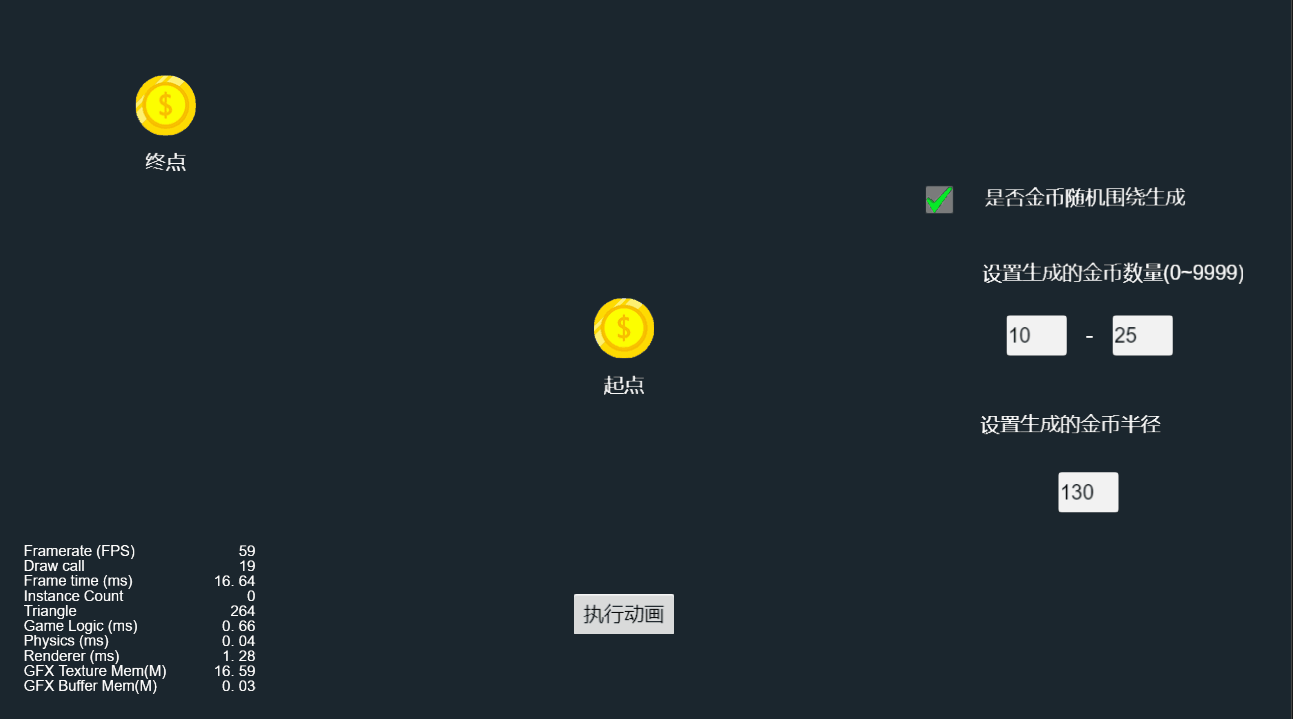 $
终点
是否金币随机围绕生成
设置生成的金币数量(0~9999)
$
10 - 25
起点
设置生成的金币半径
130
Framerate (FPS) 59
Draw call 19
Frame time (ms) 16. 64
Instance Count 0
Triangle 264
Game Logic (ms) 0. 66
Physics (ms) 0. 04
Renderer (ms) 1. 28
GFX Texture Mem(M) 16. 59
GFX Buffer Mem(M) 0. 03
执行动画